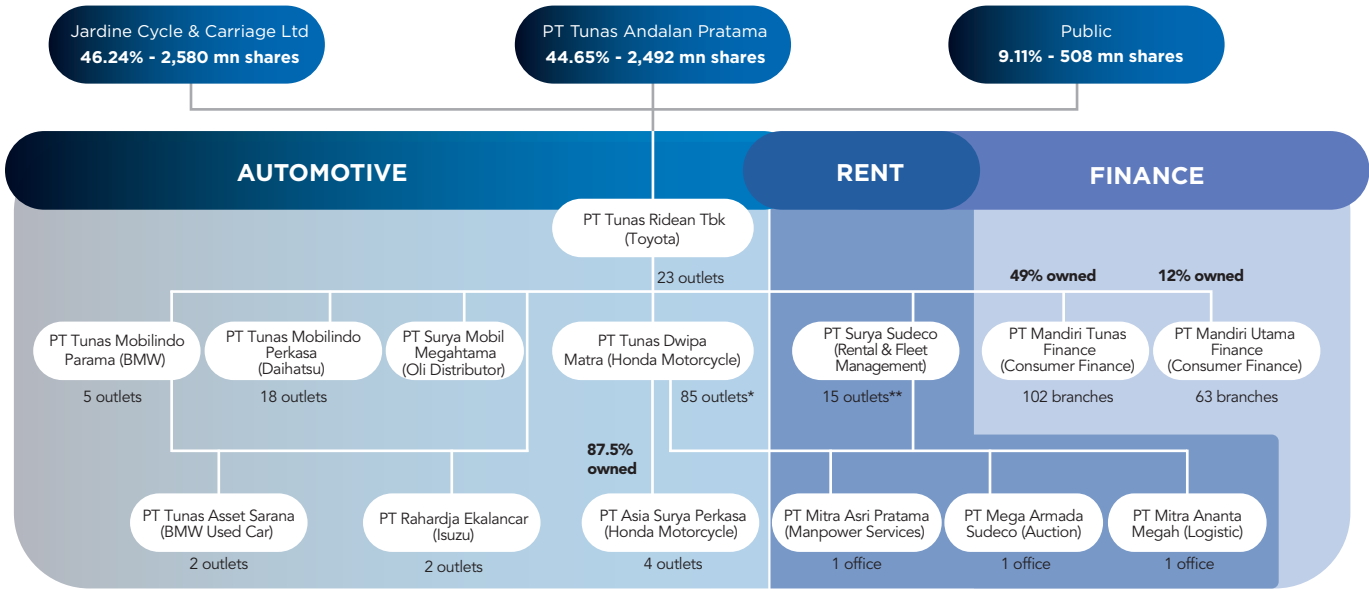 Jardine Cycle & Carriage Ltd
46.24% - 2,580 mn shares
PT Tunas Andalan Pratama
44.65% - 2,492 mn shares
Public
9.11% - 508 mn shares
AUTOMOTIVE
RENT
FINANCE
PT Tunas Ridean Tbk
(Toyota)
23 outlets
49% owned
12% owned
PT Tunas Mobilindo
Parama (BMW)
5 outlets
PT Tunas Mobilindo
Perkasa
(Daihatsu)
18 outlets
PT Surya Mobil
Megahtama
(Oli Distributor)
PT Tunas Dwipa
Matra (Honda Motorcycle)
85 outlets*
PT Surya Sudeco
(Rental & Fleet
Management)
15 outlets**
PT Mandiri Tunas
Finance
(Consumer Finance)
102 branches
PT Mandiri Utama
Finance
(Consumer Finance)
63 branches
87.5%
owned
PT Tunas Asset Sarana
(BMW Used Car)
2 outlets
PT Rahardja Ekalancar
(Isuzu)
2 outlets
PT Asia Surya Perkasa
(Honda Motorcycle)
4 outlets
PT Mitra Asri Pratama
(Manpower Services)
1 office
PT Mega Armada
Sudeco (Auction)
1 office
PT Mitra Ananta
Megah (Logistic)
1 office